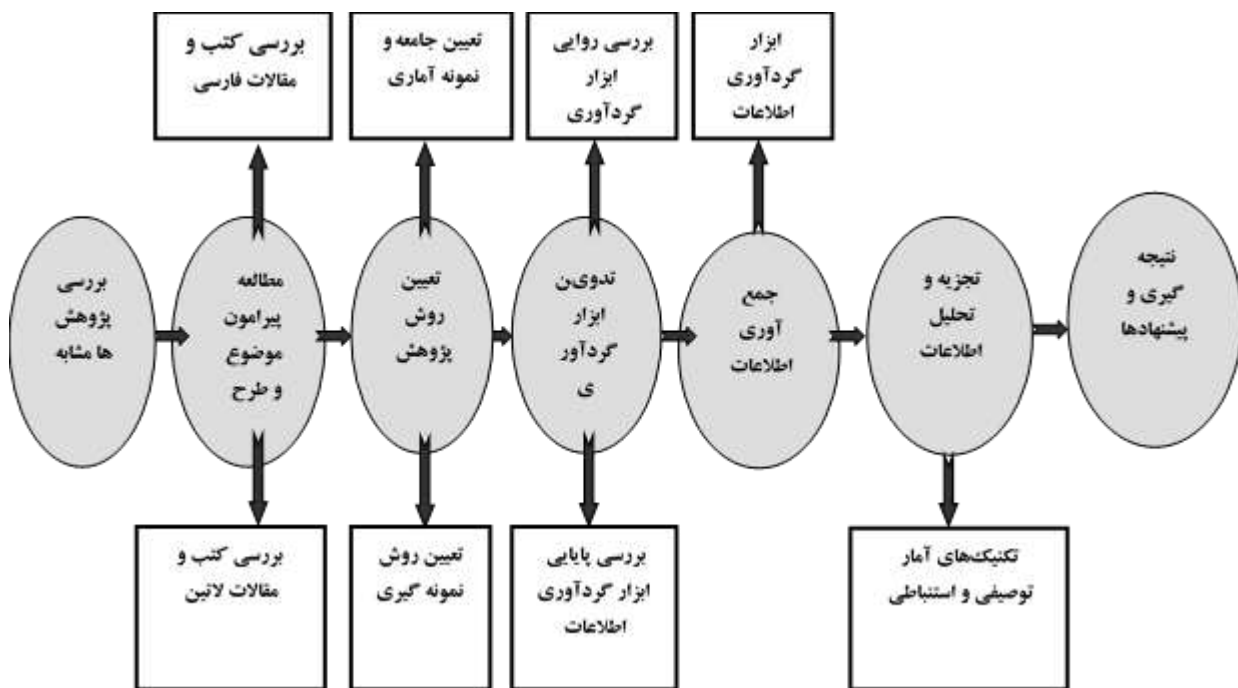 بررسی کتب و
مقالات فارسی
تعیین جامعه و
نمونه آماری
بررسی روایی
ابزار
گردآوری
ابزار
گردآوری
اطلاعات
بررسی
پژوهش
ها مشابه
مطالعه
پیرامون
موضوع
و طرح
تعیین
روش
پژوهش
تدوی‌ن
ابزار
گردآور
ی
جمع
آوری
اطلاعات
تجزیه و
تحلیل
اطلاعات
نتیجه
گیری و
پیشنهادها
بررسی کتب و
مقالات لاتین
تعیین روش
نمونه گیری
بررسی پایایی
ابزار گردآوری
اطلاعات
تکنیک‌های آمار
توصیفی و استنباطی